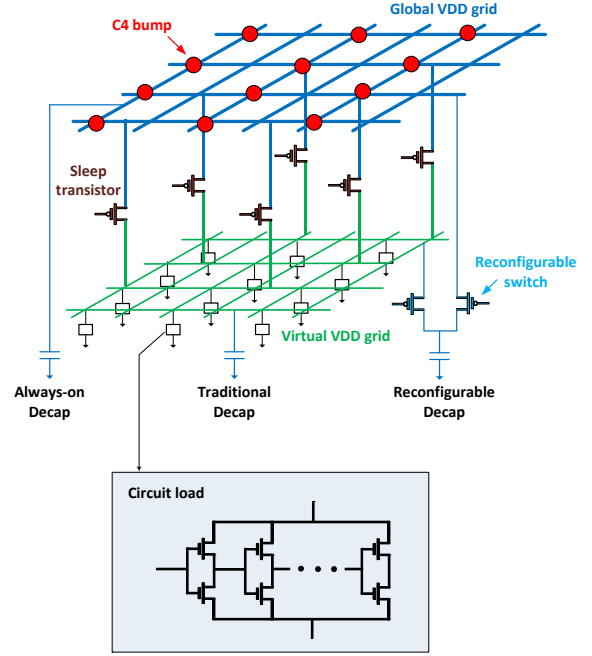 C4 bump
Global VDD grid
Sleep
transistor
Reconfigurable
switch
Virtual VDD grid
Always-on
Decap
Traditional
Decap
Reconfigurable
Decap
Circuit load